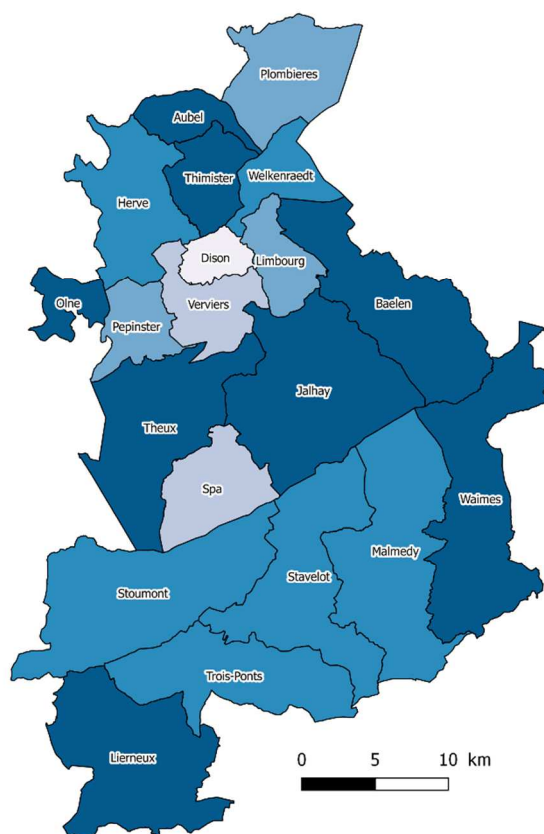 Plombieres
Aubel
Thimister
Welkenraedt
Herve
Dison
Limbourg
Olne
Verviers
Baelen
Pepinster
Jalhay
Theux
Spa
Waimes
Malmedy
Stavelot
Stoumont
Trois-Ponts
Lierneux
0 5 10 km